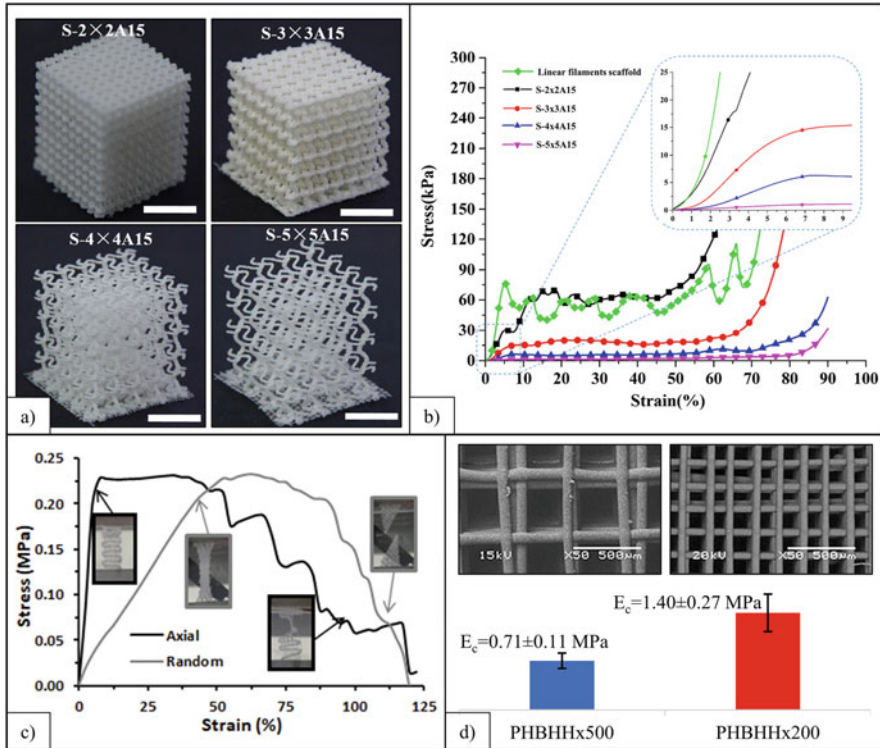 S-2×2A15
S-3×3A15
S-4×4A15
S-5×5A15
a)
300
270
240
210
180
150
120
90
60
30
0
Stress(kPa)
Linear filaments scaffold
S-2x2A15
S-3x3A15
S-4x4A15
S-5x5A15
25
20
15
10
5
0
0 1 2 3 4 5 6 7 8 9
0 10 20 30 40 50 60 70 80 90 100
Strain(%)
b)
0.25
0.20
0.15
0.10
0.05
0.00
Stress (MPa)
Axial
Random
0 25 50 75 100 125
Strain (%)
c)
15kV X50 500µm
20kV X50 500µm
E_c=0.71±0.11 MPa
E_c=1.40±0.27 MPa
PHBHHx500
PHBHHx200
d)